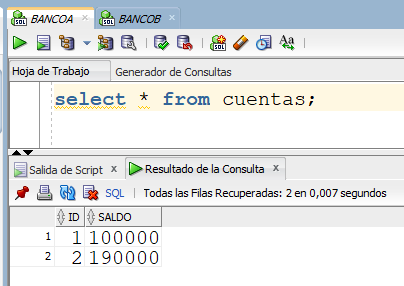 BANCOA BANCOB
Hoja de Trabajo Generador de Consultas
select * from cuentas;
Salida de Script x Resultado de la Consulta x
SQL | Todas las Filas Recuperadas: 2 en 0,007 segundos
ID SALDO
1 1 100000
2 2 190000